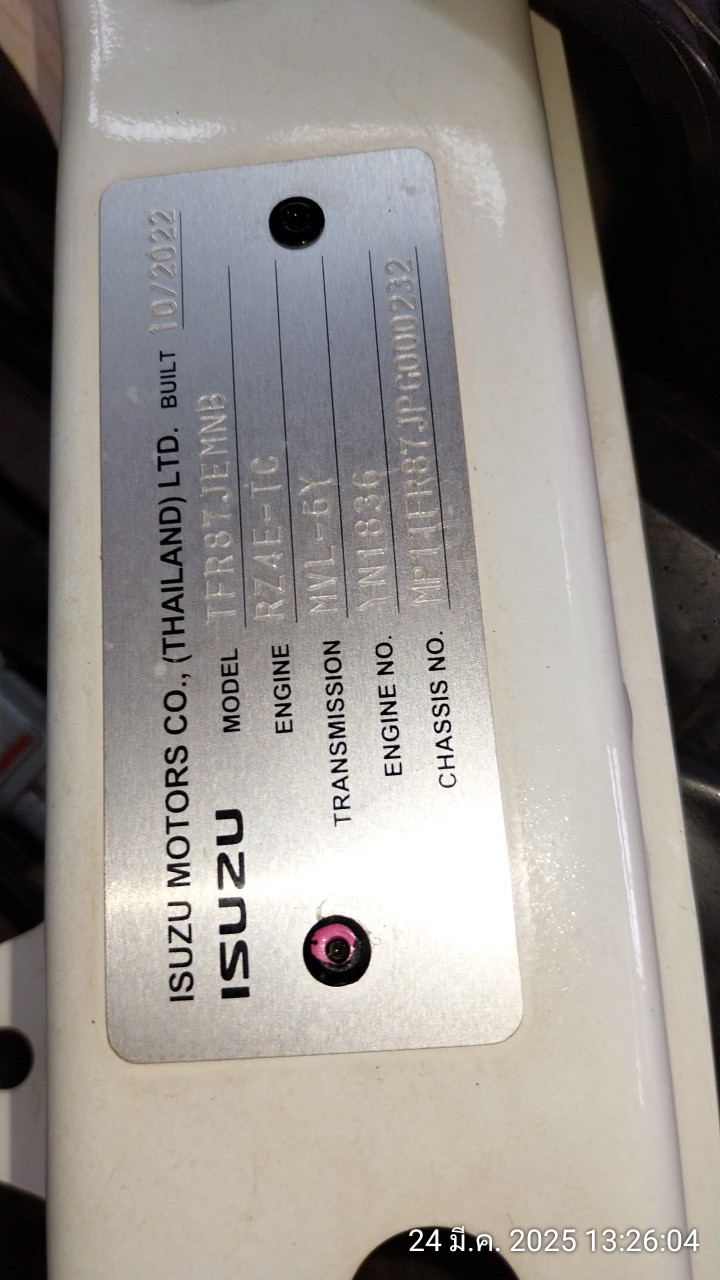 ISUZU MOTORS CO., (THAILAND) LTD. BUILT 10/2022
ISUZU
MODEL TFR87JEMNB
ENGINE RZ4E-TC
TRANSMISSION MVL-6Y
ENGINE NO. YN1836
CHASSIS NO. MP1TFR87JPG000232
24 มี.ค. 2025 13:26:04